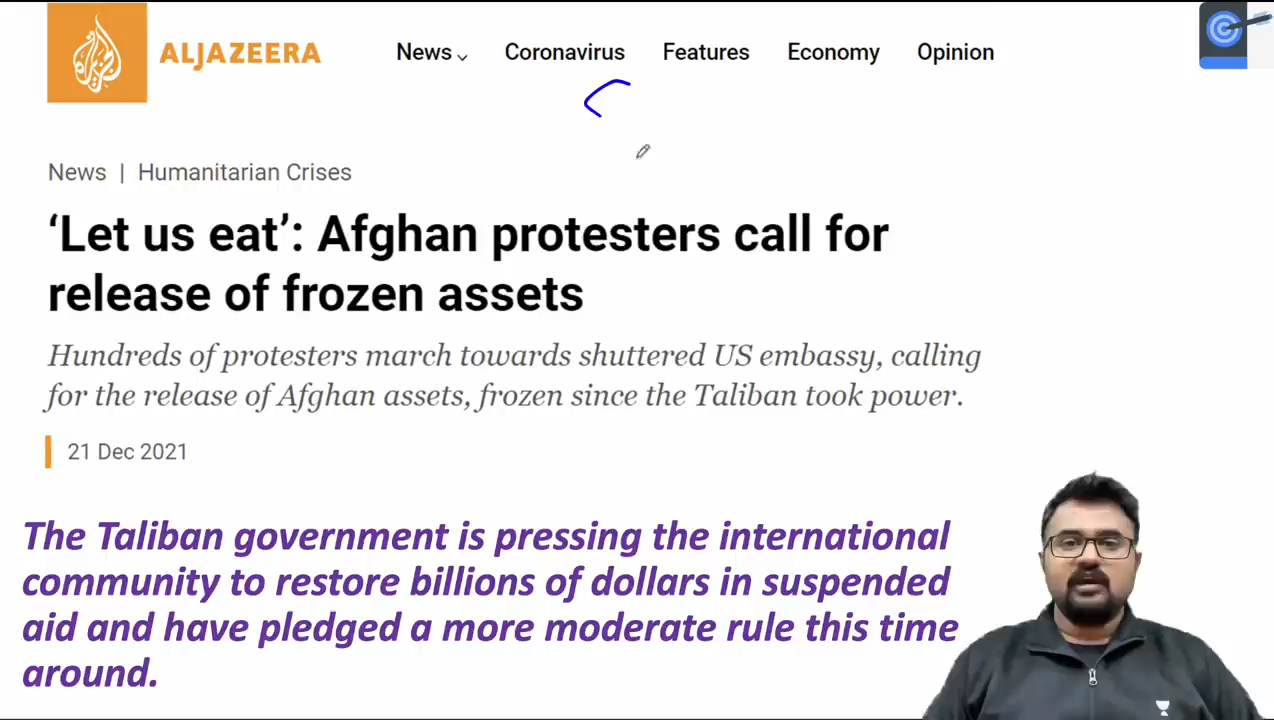 ALJAZEERA
News Coronavirus Features Economy Opinion
News | Humanitarian Crises
‘Let us eat’: Afghan protesters call for
release of frozen assets
Hundreds of protesters march towards shuttered US embassy, calling
for the release of Afghan assets, frozen since the Taliban took power.
21 Dec 2021
The Taliban government is pressing the international
community to restore billions of dollars in suspended
aid and have pledged a more moderate rule this time
around.